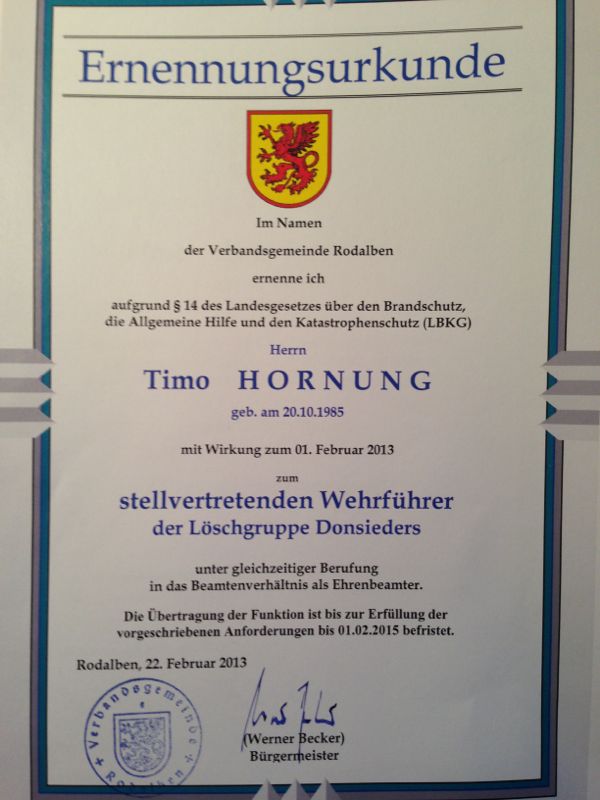 Ernennungsurkunde
Im Namen
der Verbandsgemeinde Rodalben
ernenne ich
aufgrund § 14 des Landesgesetzes über den Brandschutz,
die Allgemeine Hilfe und den Katastrophenschutz (LBKG)
Herrn
Timo HORNUNG
geb. am 20.10.1985
mit Wirkung zum 01. Februar 2013
zum
stellvertretenden Wehrführer
der Löschgruppe Donsieders
unter gleichzeitiger Berufung
in das Beamtenverhältnis als Ehrenbeamter.
Die Übertragung der Funktion ist bis zur Erfüllung der
vorgeschriebenen Anforderungen bis 01.02.2015 befristet.
Rodalben, 22. Februar 2013
Verbandsgemeinde
Rodalben
(Werner Becker)
Bürgermeister